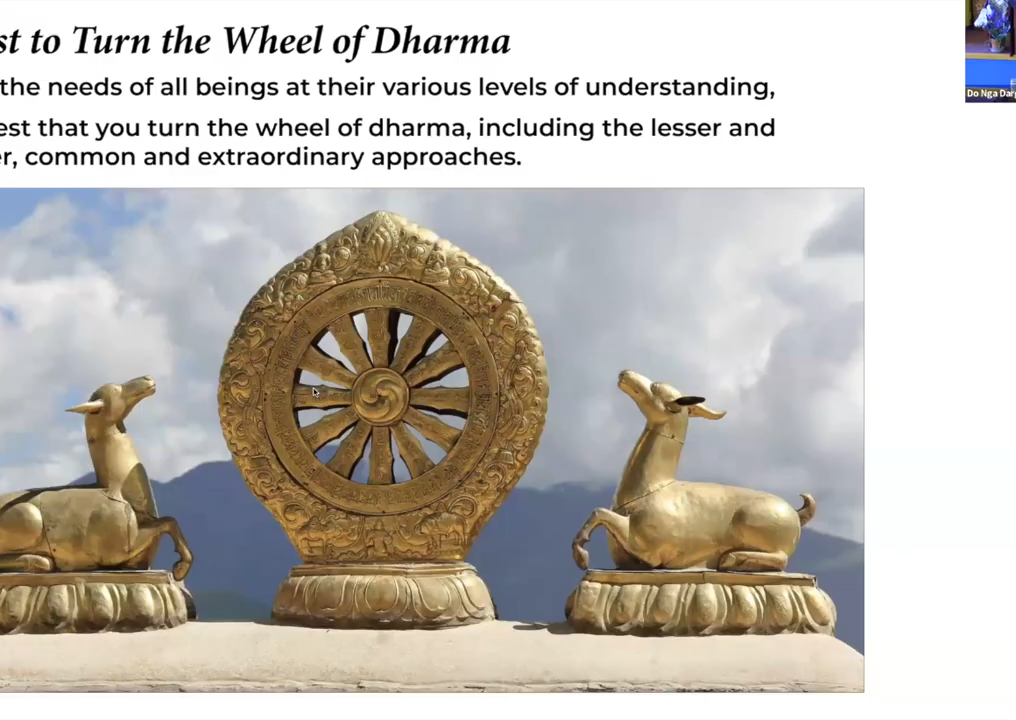 st to Turn the Wheel of Dharma
the needs of all beings at their various levels of understanding,
est that you turn the wheel of dharma, including the lesser and
r, common and extraordinary approaches.
Do Nga Dar